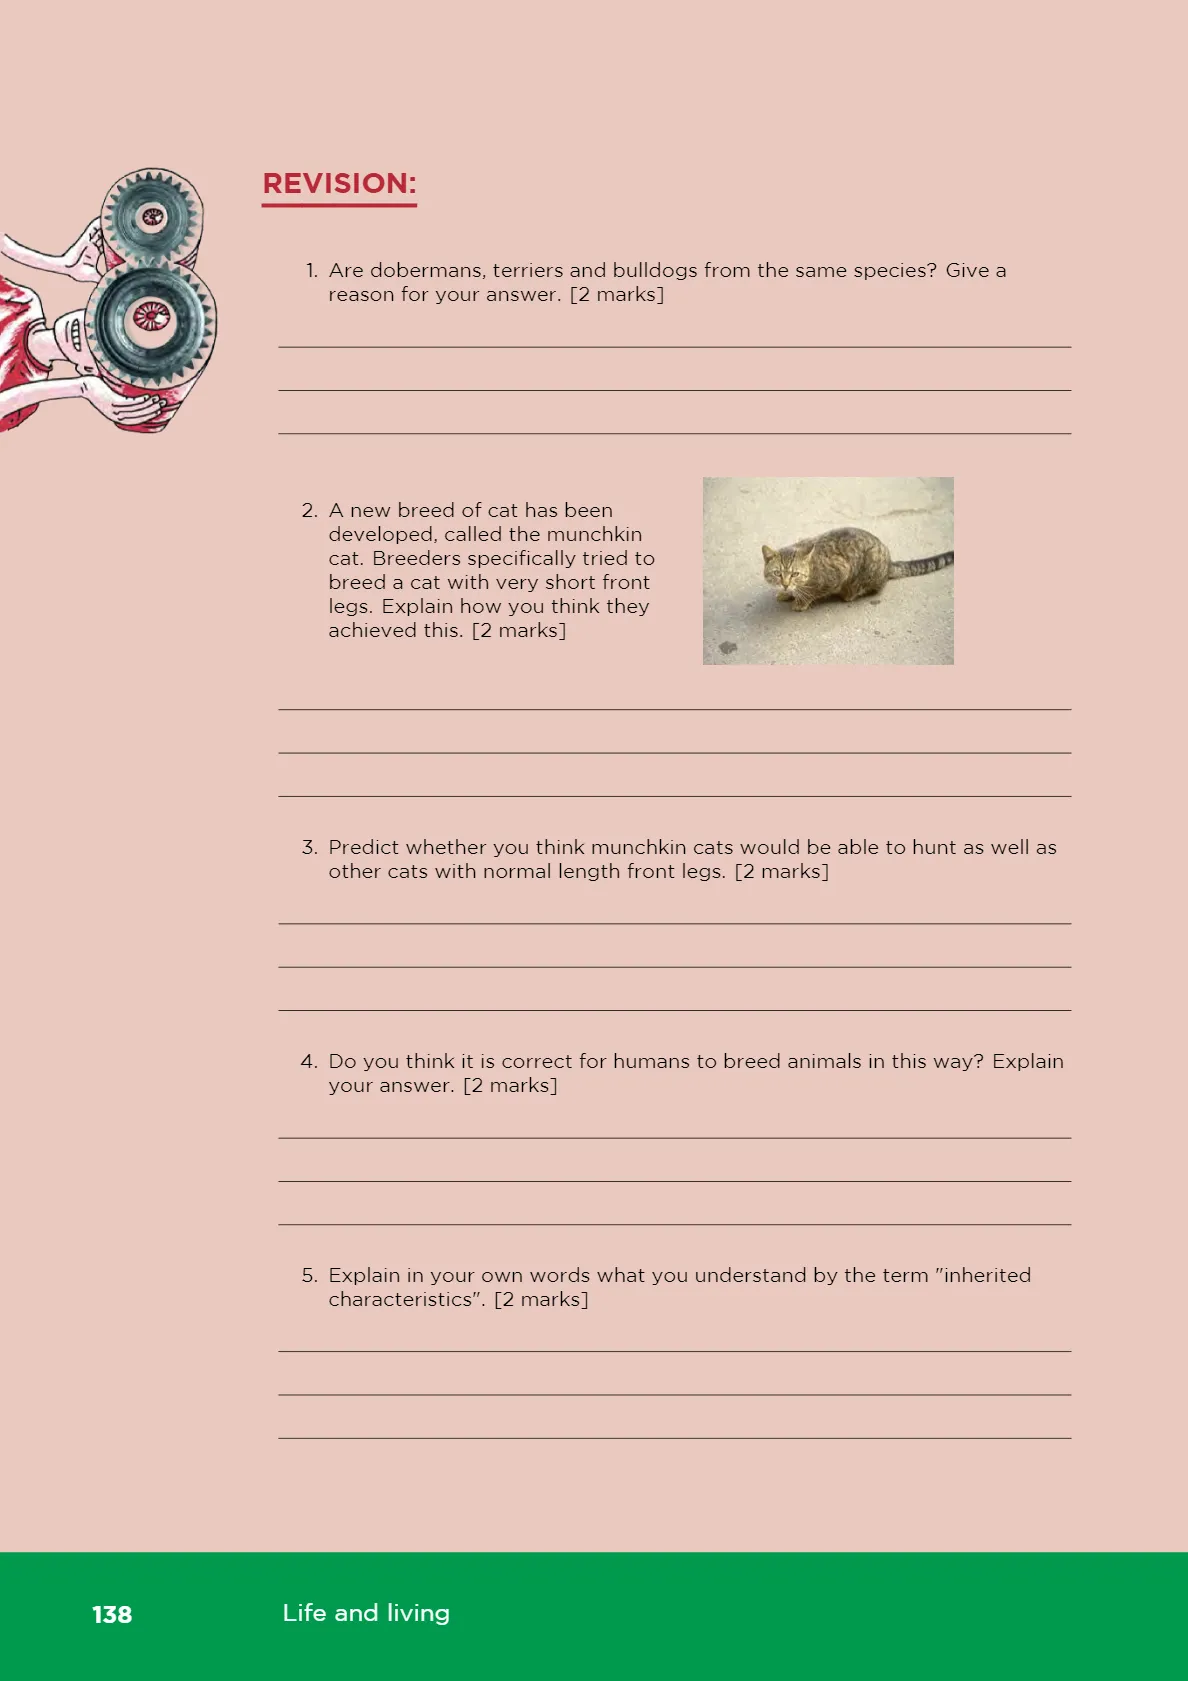 REVISION:
1. Are dobermans, terriers and bulldogs from the same species? Give a
reason for your answer. [2 marks]
2. A new breed of cat has been
developed, called the munchkin
cat. Breeders specifically tried to
breed a cat with very short front
legs. Explain how you think they
achieved this. [2 marks]
3. Predict whether you think munchkin cats would be able to hunt as well as
other cats with normal length front legs. [2 marks]
4. Do you think it is correct for humans to breed animals in this way? Explain
your answer. [2 marks]
5. Explain in your own words what you understand by the term "inherited
characteristics". [2 marks]
138 Life and living